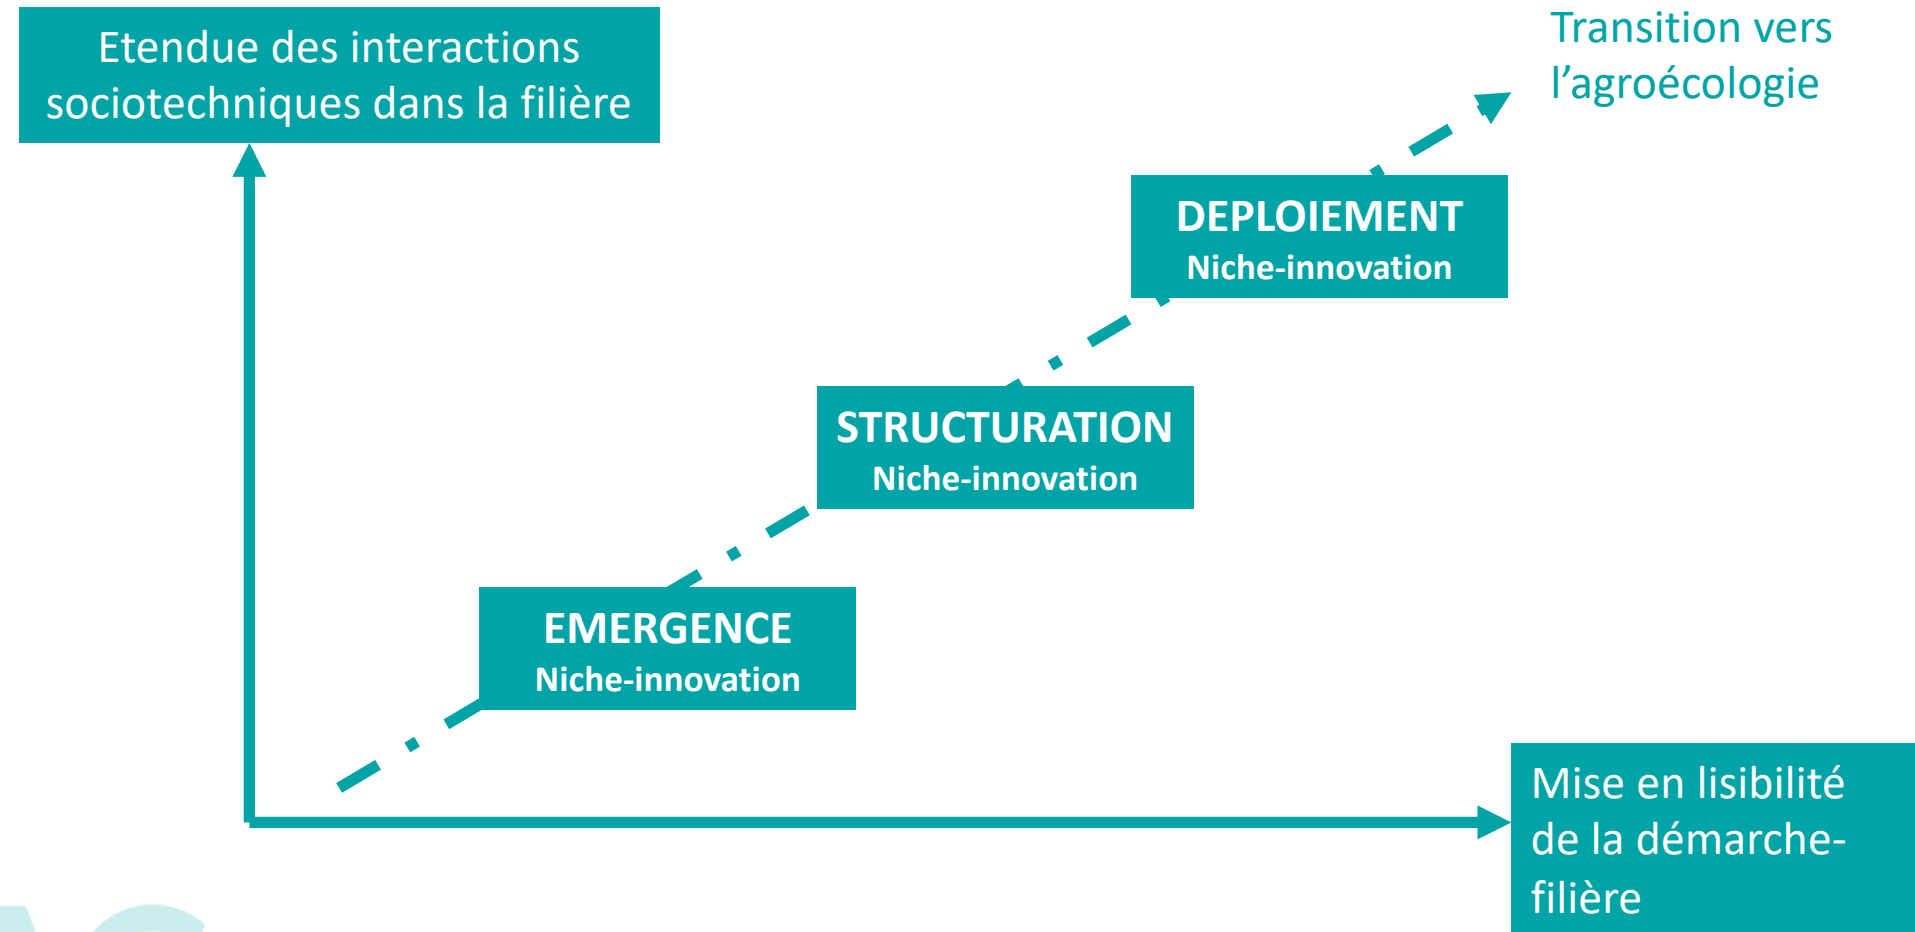 Etendue des interactions
sociotechniques dans la filière
Transition vers
l’agroécologie
DEPLOIEMENT
Niche-innovation
STRUCTURATION
Niche-innovation
EMERGENCE
Niche-innovation
Mise en lisibilité
de la démarche-
filière